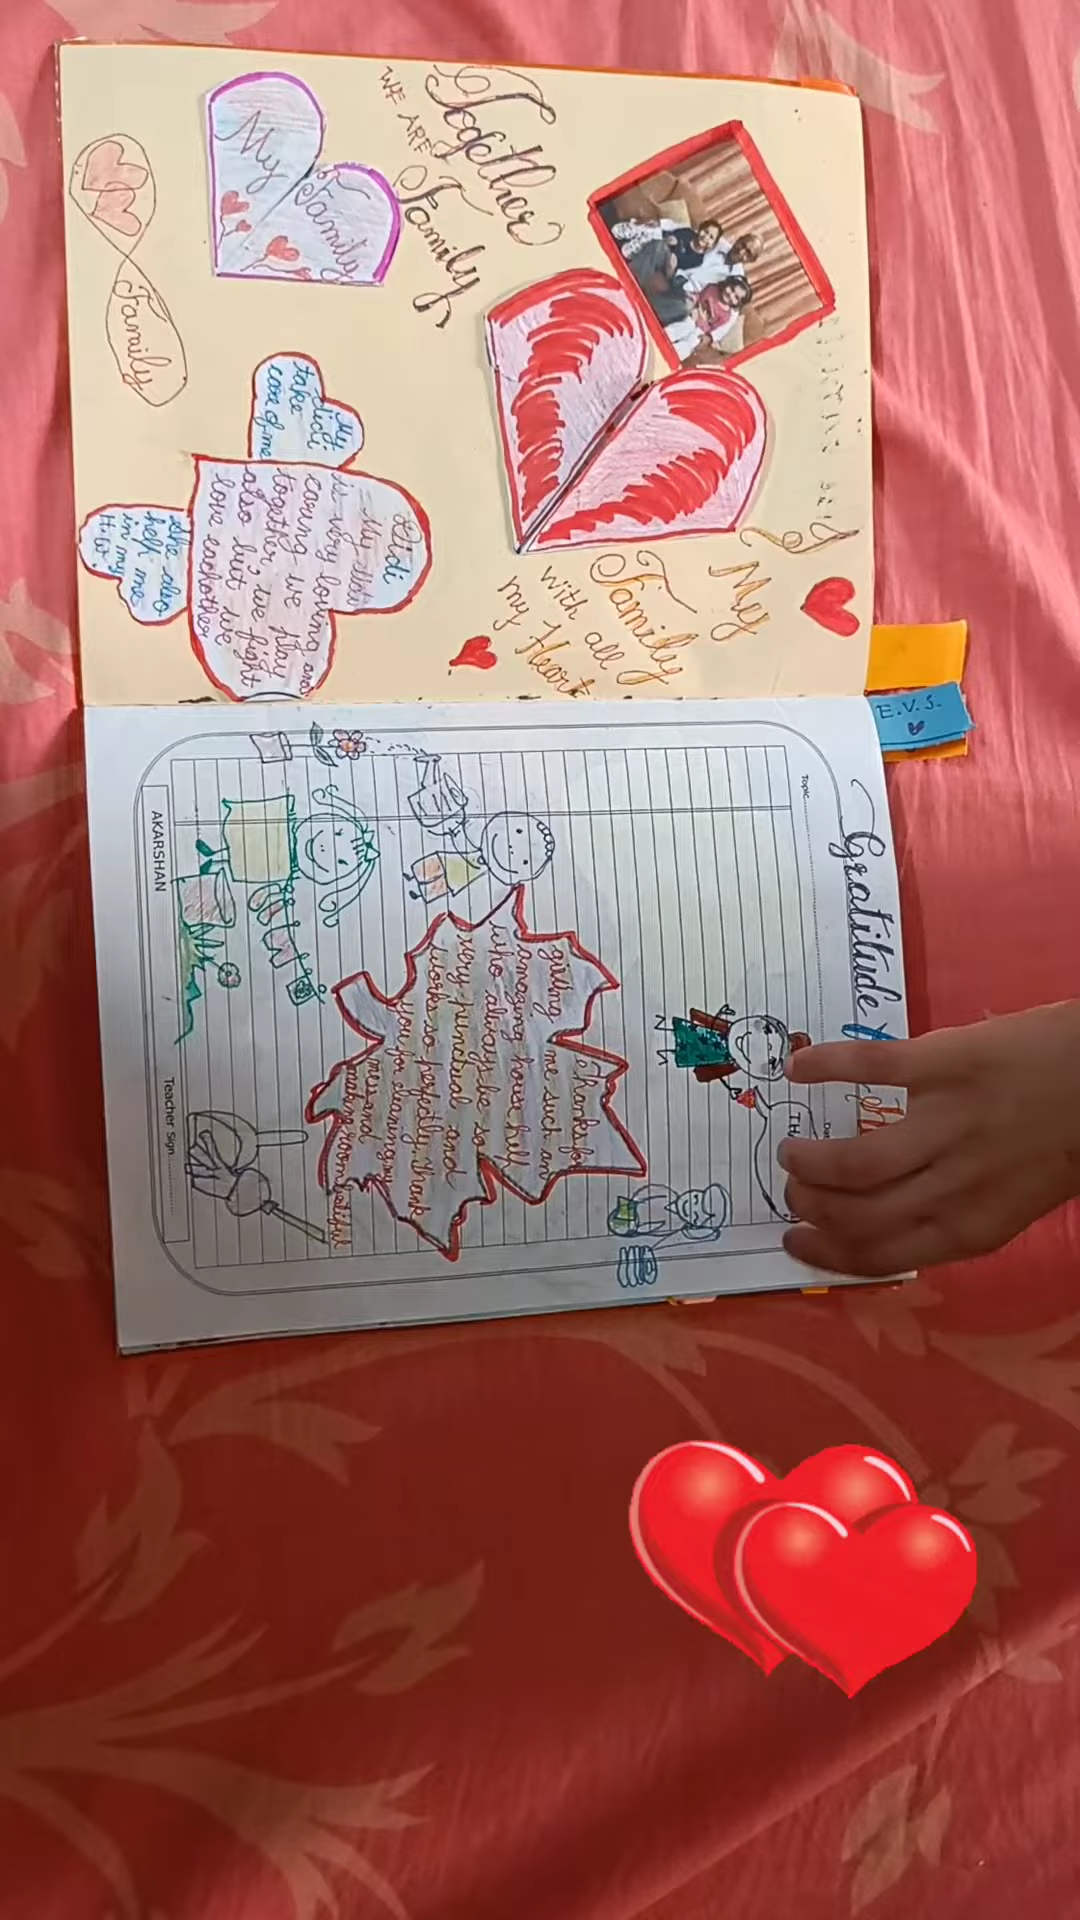 Together
WE ARE
Family
My
Family
Family
My
didi
take
care of me
Didi
My didi
is very loving and
caring we play
together, we fight
also but we
love eachother
She also
help me
in my
H.W.
I
My
Family
with all
my Heart
E.V.S.
Gratitude
Topic
TH
Thanks for
giving me such an
amazing house help
who always be so
very punctual and
works so perfectly. Thank
you for cleaning my
mess and
making room beautiful
AKARSHAN
Teacher Sign